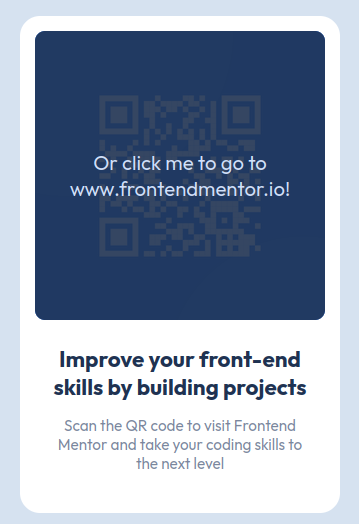 Or click me to go to
www.frontendmentor.io!
Improve your front-end
skills by building projects
Scan the QR code to visit Frontend
Mentor and take your coding skills to
the next level